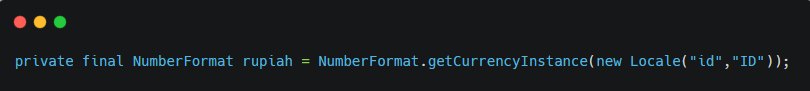 private final NumberFormat rupiah = NumberFormat.getCurrencyInstance(new Locale("id","ID"));